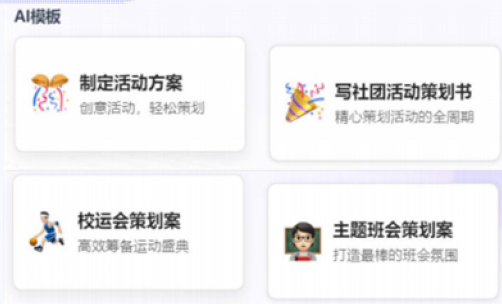 AI模板
制定活动方案
创意活动，轻松策划
写社团活动策划书
精心策划活动的全周期
校运会策划案
高效筹备运动盛典
主题班会策划案
打造最棒的班会氛围